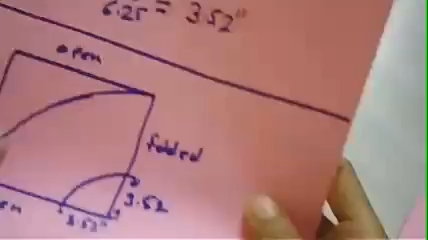 6.25 = 3.52"
open
folded
3.52
3.52"